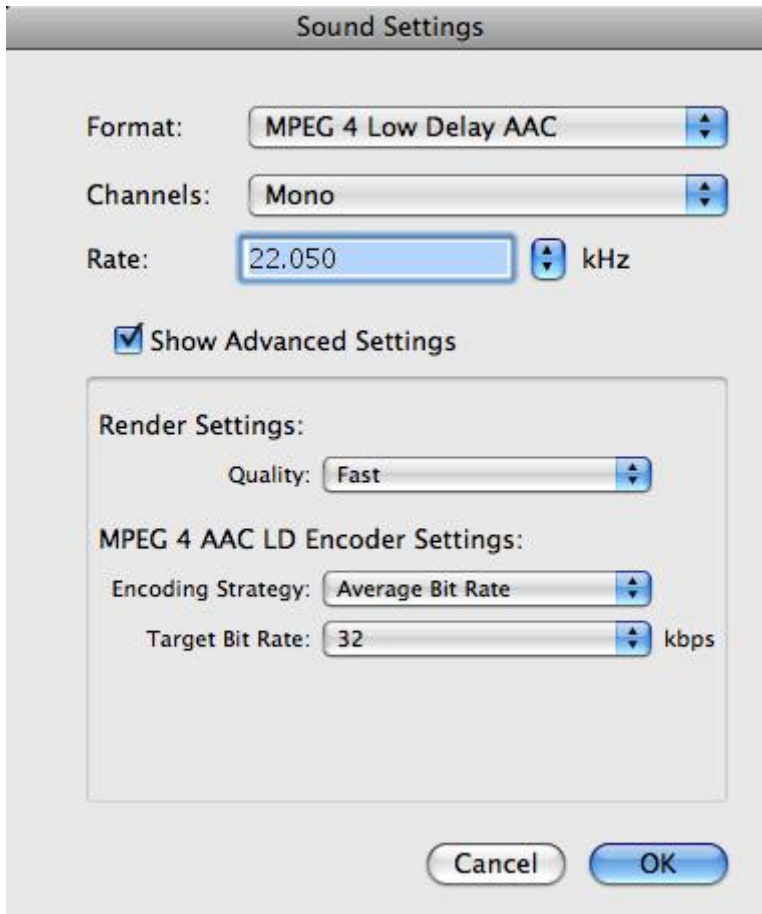 Sound Settings
Format: MPEG 4 Low Delay AAC
Channels: Mono
Rate: 22.050 kHz
Show Advanced Settings
Render Settings:
Quality: Fast
MPEG 4 AAC LD Encoder Settings:
Encoding Strategy: Average Bit Rate
Target Bit Rate: 32 kbps
Cancel OK